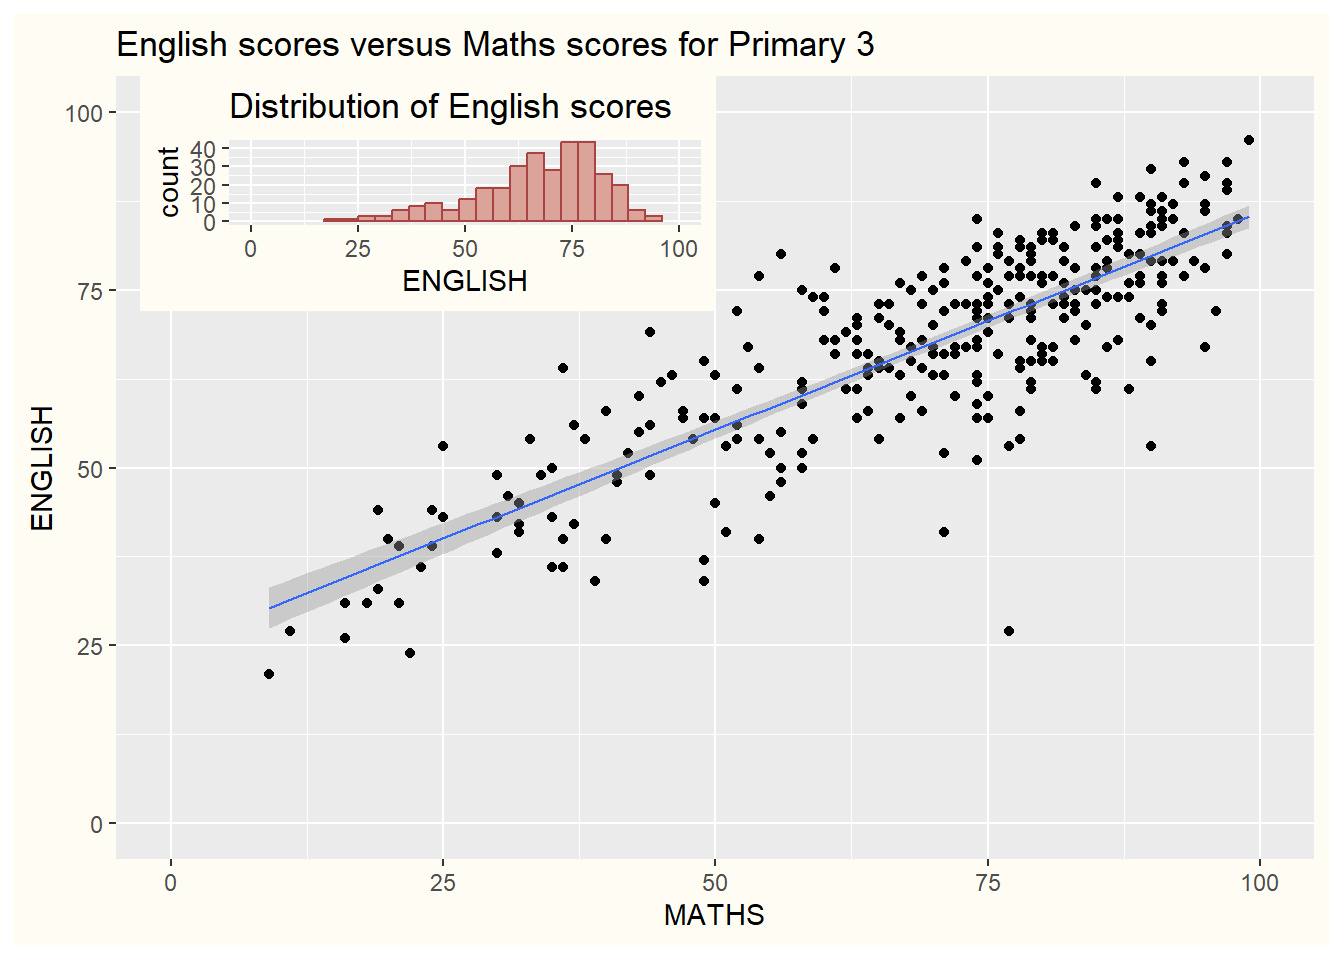 English scores versus Maths scores for Primary 3
Distribution of English scores
count
40
30
20
10
0
0 25 50 75 100
ENGLISH
ENGLISH
100
75
50
25
0
0 25 50 75 100
MATHS